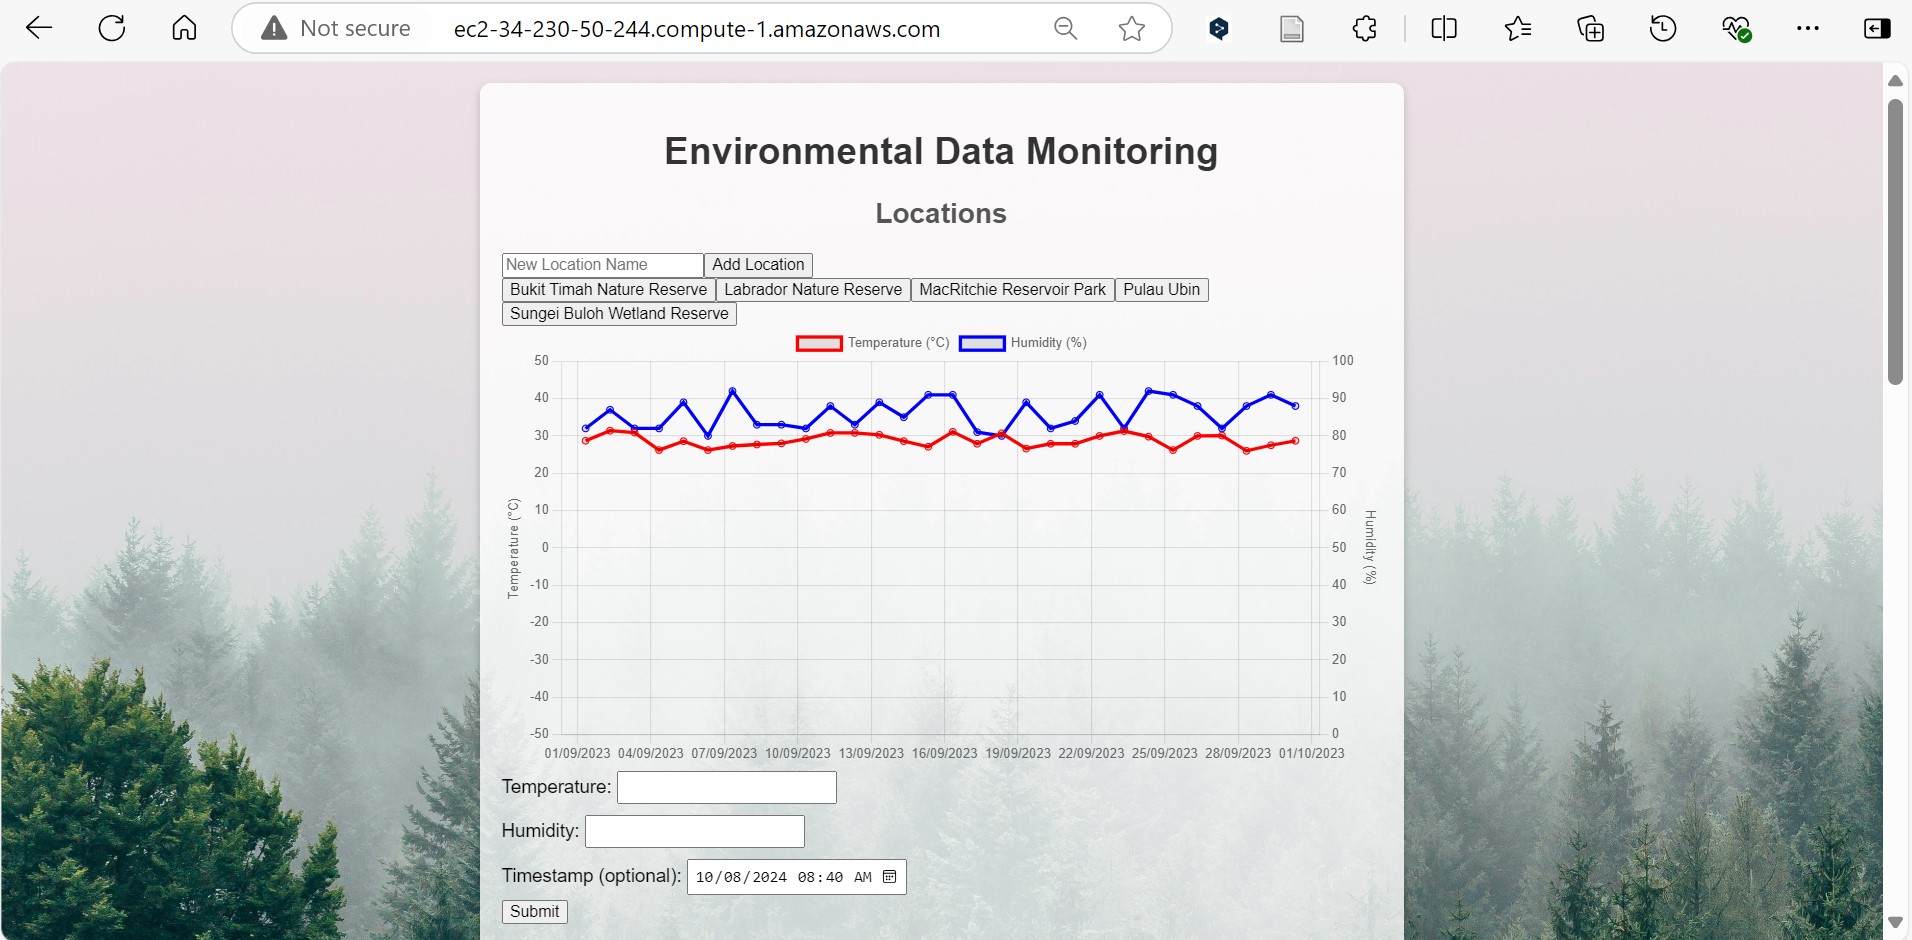 Not secure ec2-34-230-50-244.compute-1.amazonaws.com
Environmental Data Monitoring
Locations
New Location Name Add Location
Bukit Timah Nature Reserve Labrador Nature Reserve MacRitchie Reservoir Park Pulau Ubin
Sungei Buloh Wetland Reserve
Temperature (°C) Humidity (%)
50 100
40 90
30 80
20 70
10 60
0 50
-10 40
-20 30
-30 20
-40 10
-50 0
Temperature (°C)
Humidity (%)
01/09/2023 04/09/2023 07/09/2023 10/09/2023 13/09/2023 16/09/2023 19/09/2023 22/09/2023 25/09/2023 28/09/2023 01/10/2023
Temperature:
Humidity:
Timestamp (optional): 10/08/2024 08:40 AM
Submit